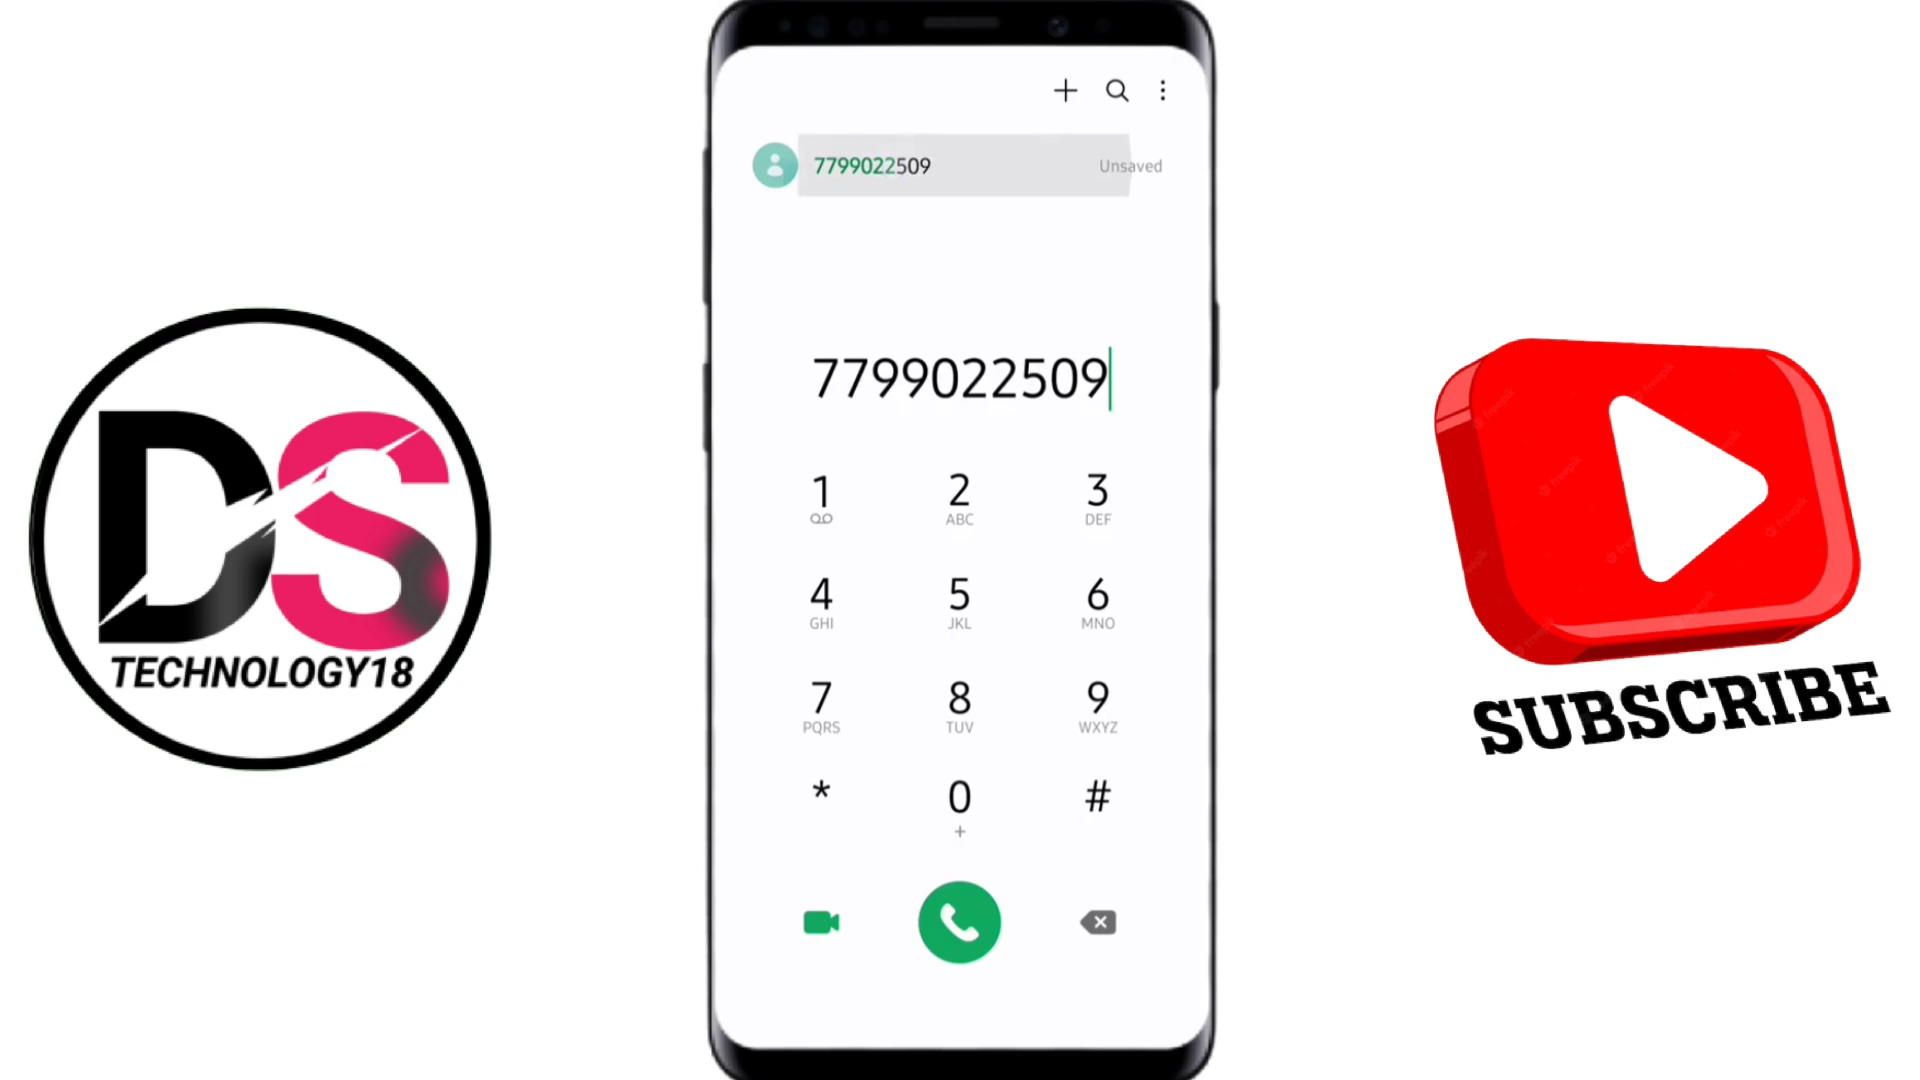 7799022509
Unsaved
7799022509
1
2
ABC
3
DEF
4
GHI
5
JKL
6
MNO
7
PQRS
8
TUV
9
WXYZ
*
0
+
#
DS
TECHNOLOGY18
SUBSCRIBE